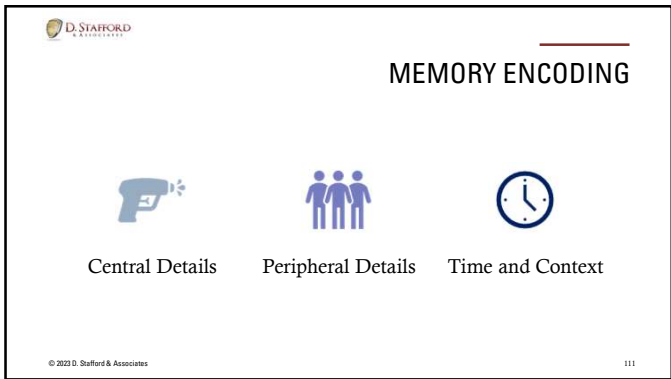 D. STAFFORD
& ASSOCIATES
MEMORY ENCODING
Central Details
Peripheral Details
Time and Context
© 2023 D. Stafford & Associates
111